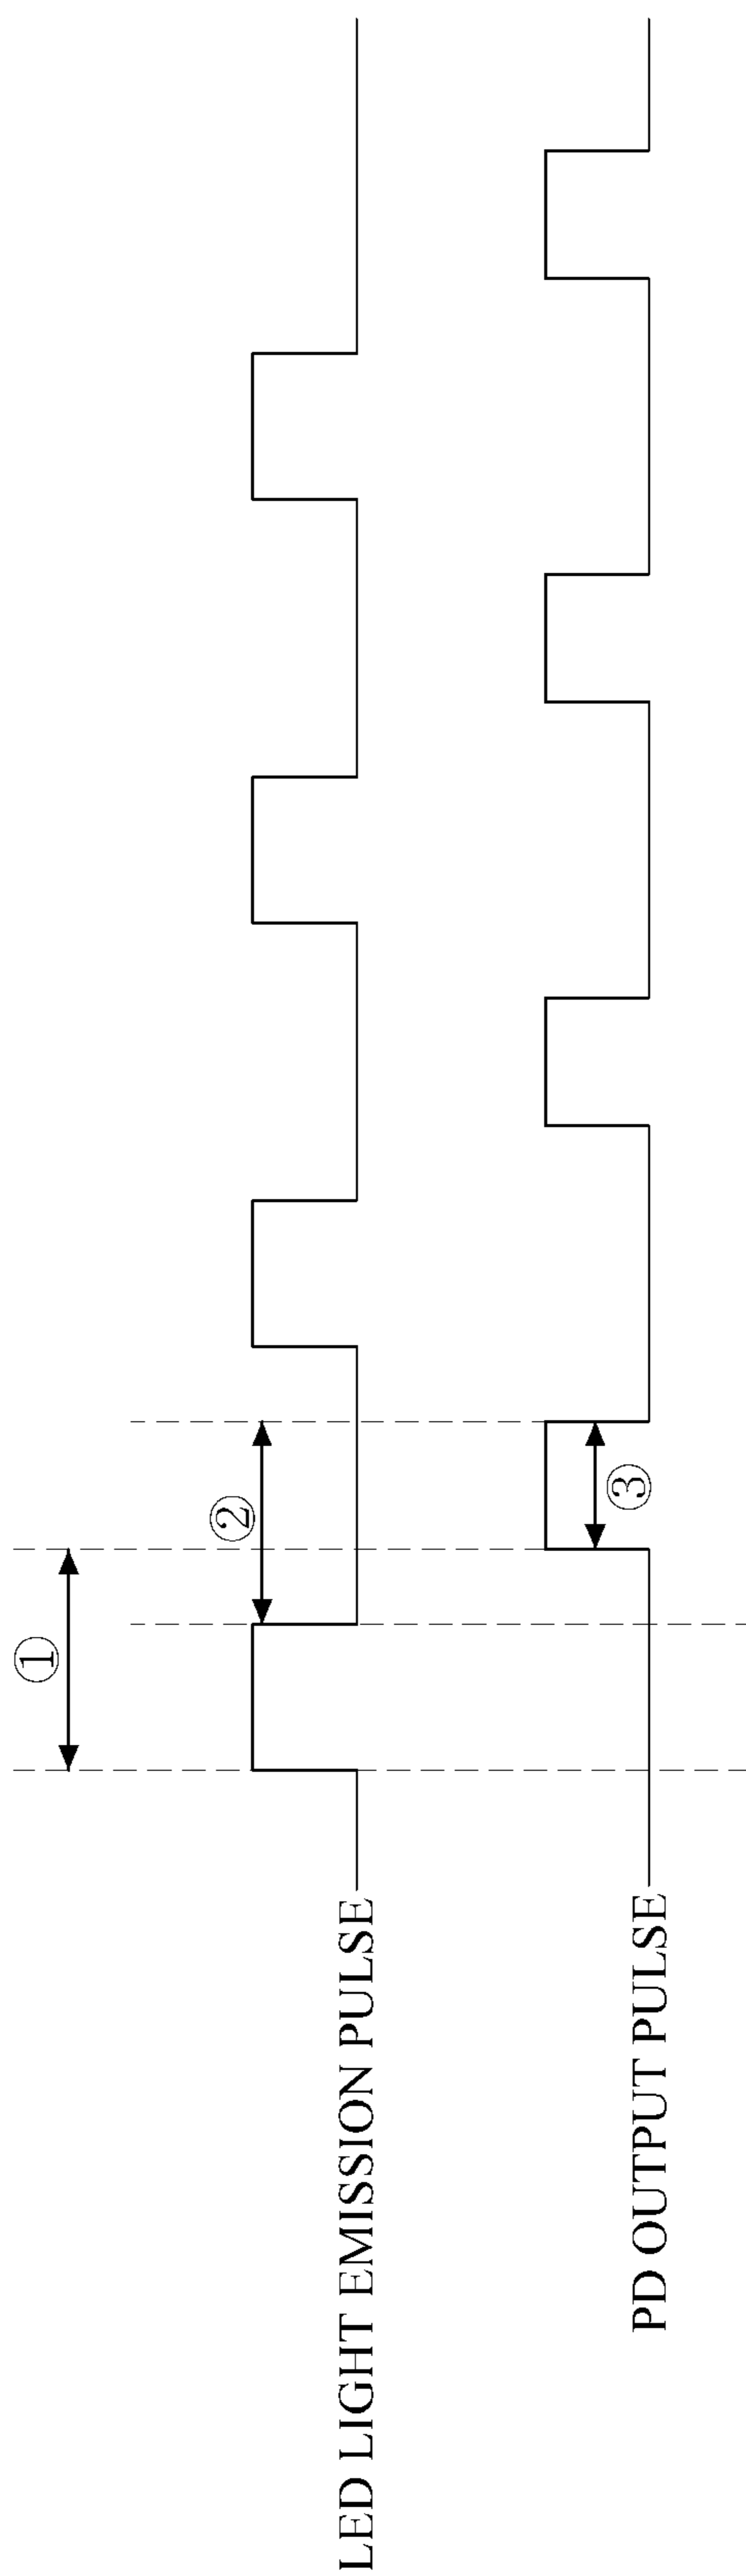 ①
②
LED LIGHT EMISSION PULSE
③
PD OUTPUT PULSE